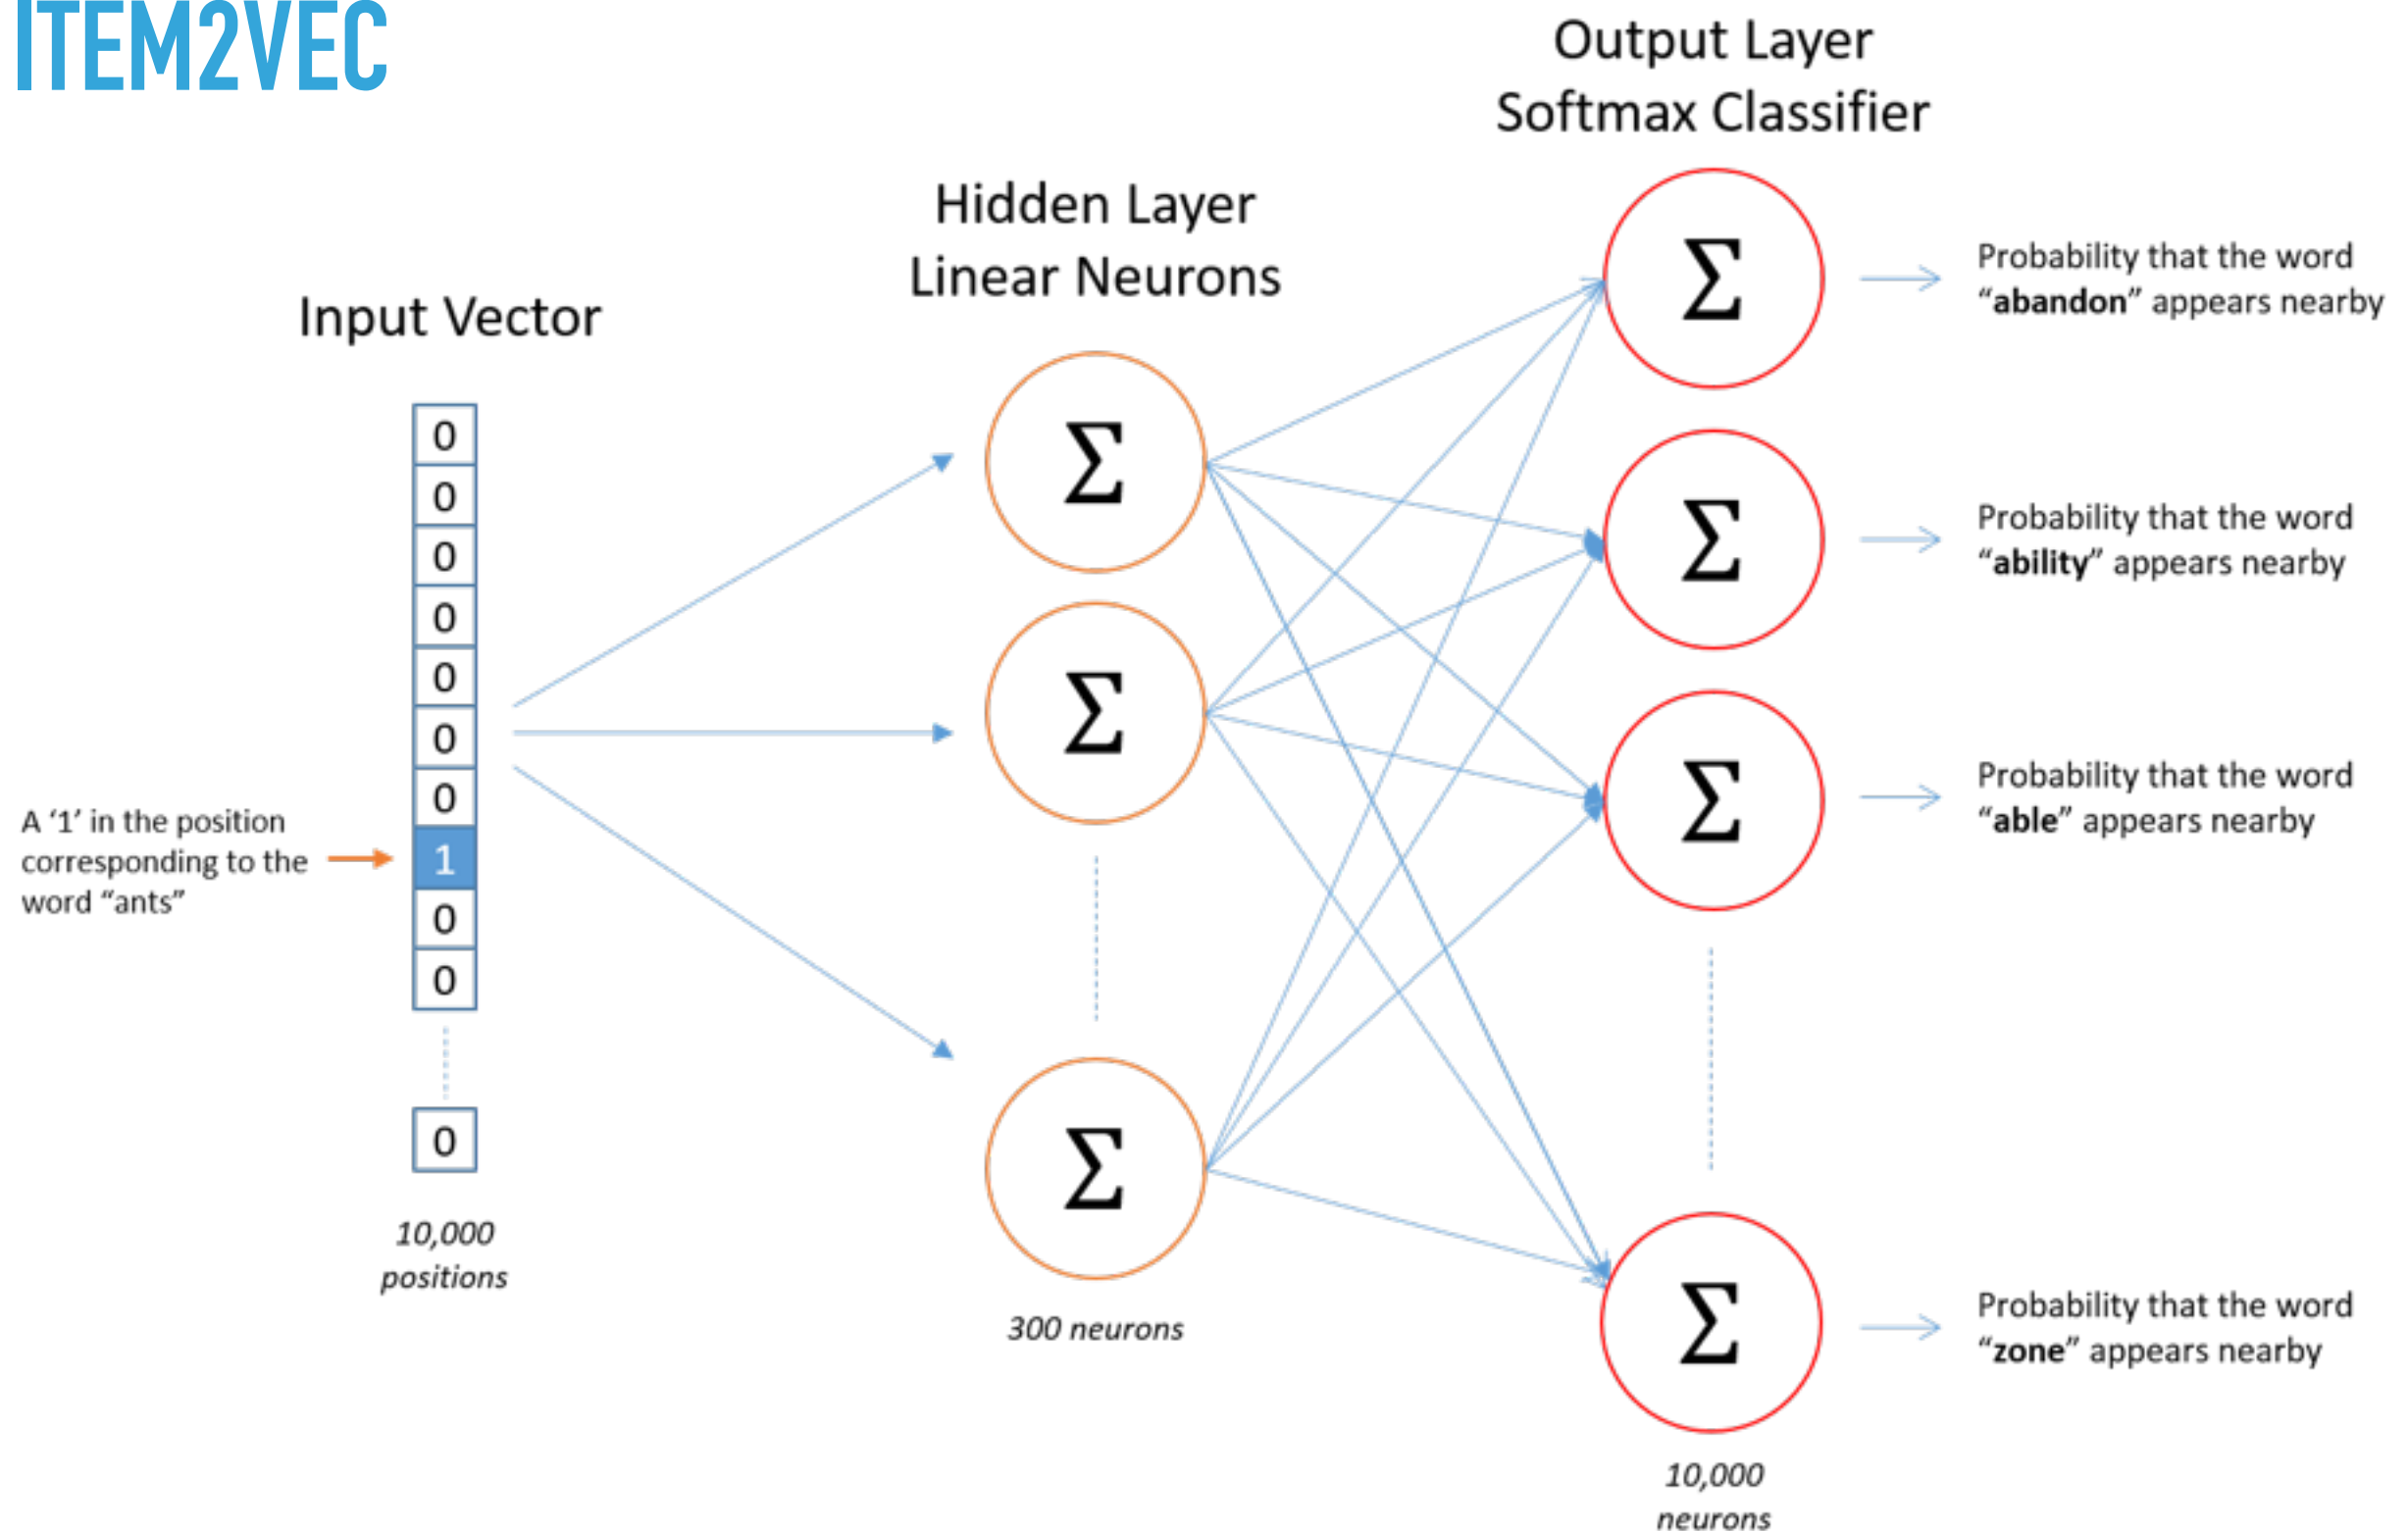 ITEM2VEC
Output Layer
Softmax Classifier
Hidden Layer
Linear Neurons
Input Vector
0
0
0
0
0
0
0
1
0
0
0
A ‘1’ in the position
corresponding to the
word “ants”
10,000
positions
Σ
Σ
Σ
300 neurons
Σ
Σ
Σ
Σ
10,000
neurons
Probability that the word
“abandon” appears nearby
Probability that the word
“ability” appears nearby
Probability that the word
“able” appears nearby
Probability that the word
“zone” appears nearby